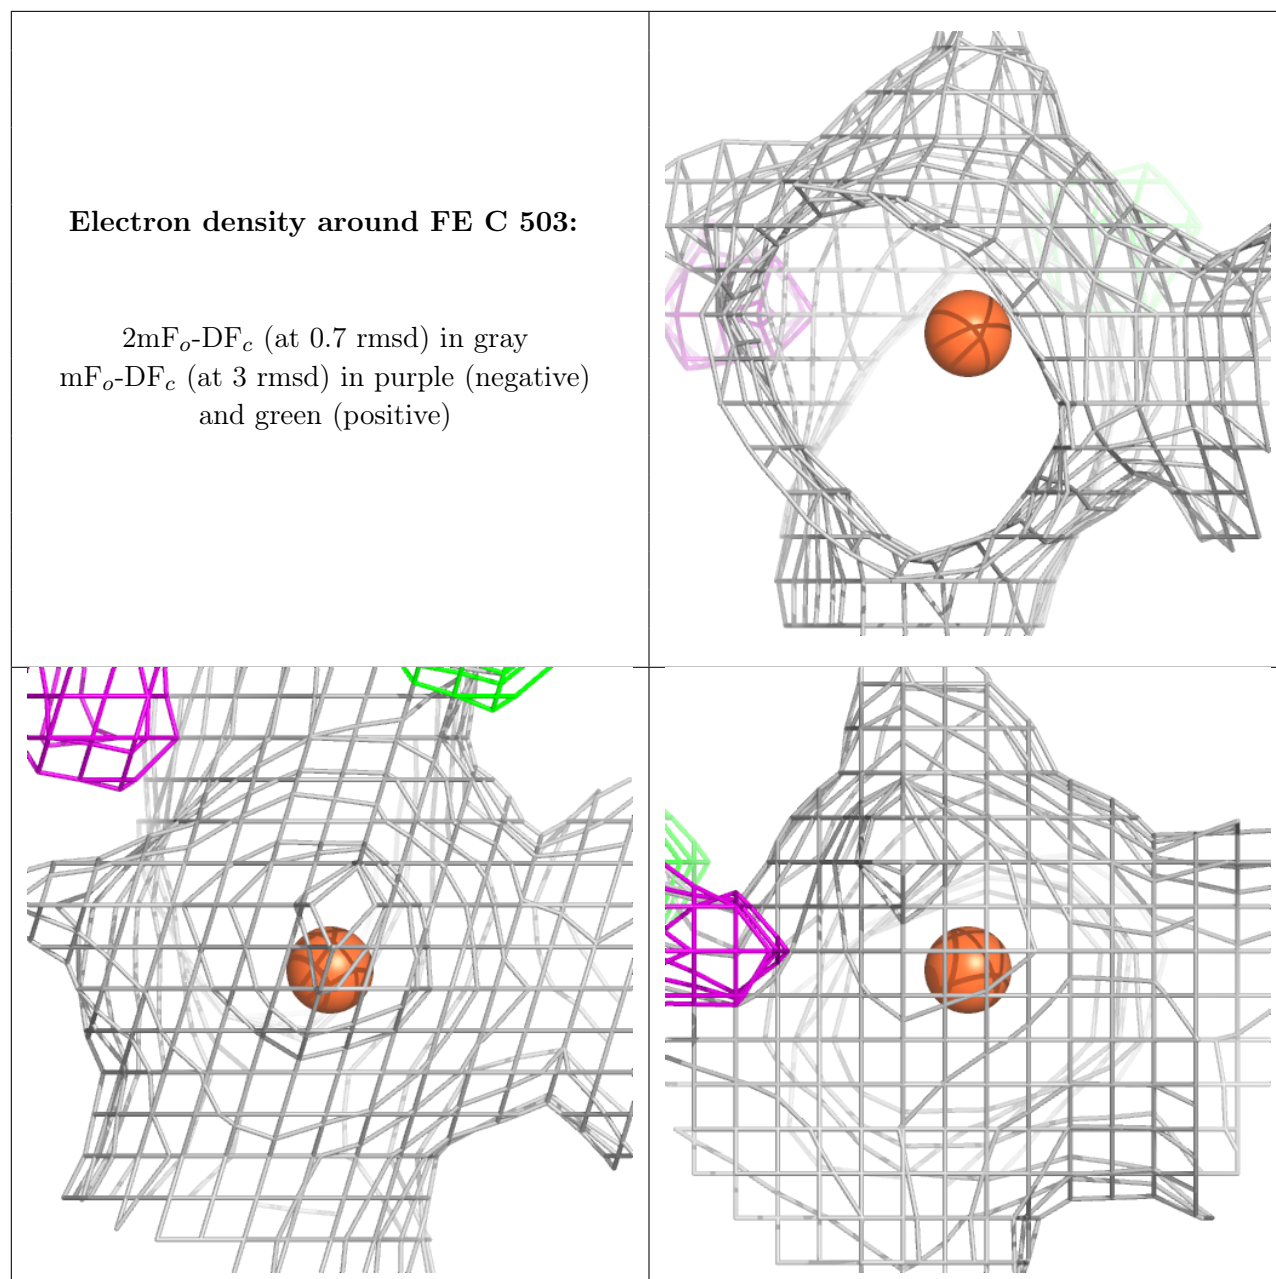 Electron density around FE C 503:
2mFₒ-DF𝒸 (at 0.7 rmsd) in gray
mFₒ-DF𝒸 (at 3 rmsd) in purple (negative)
and green (positive)